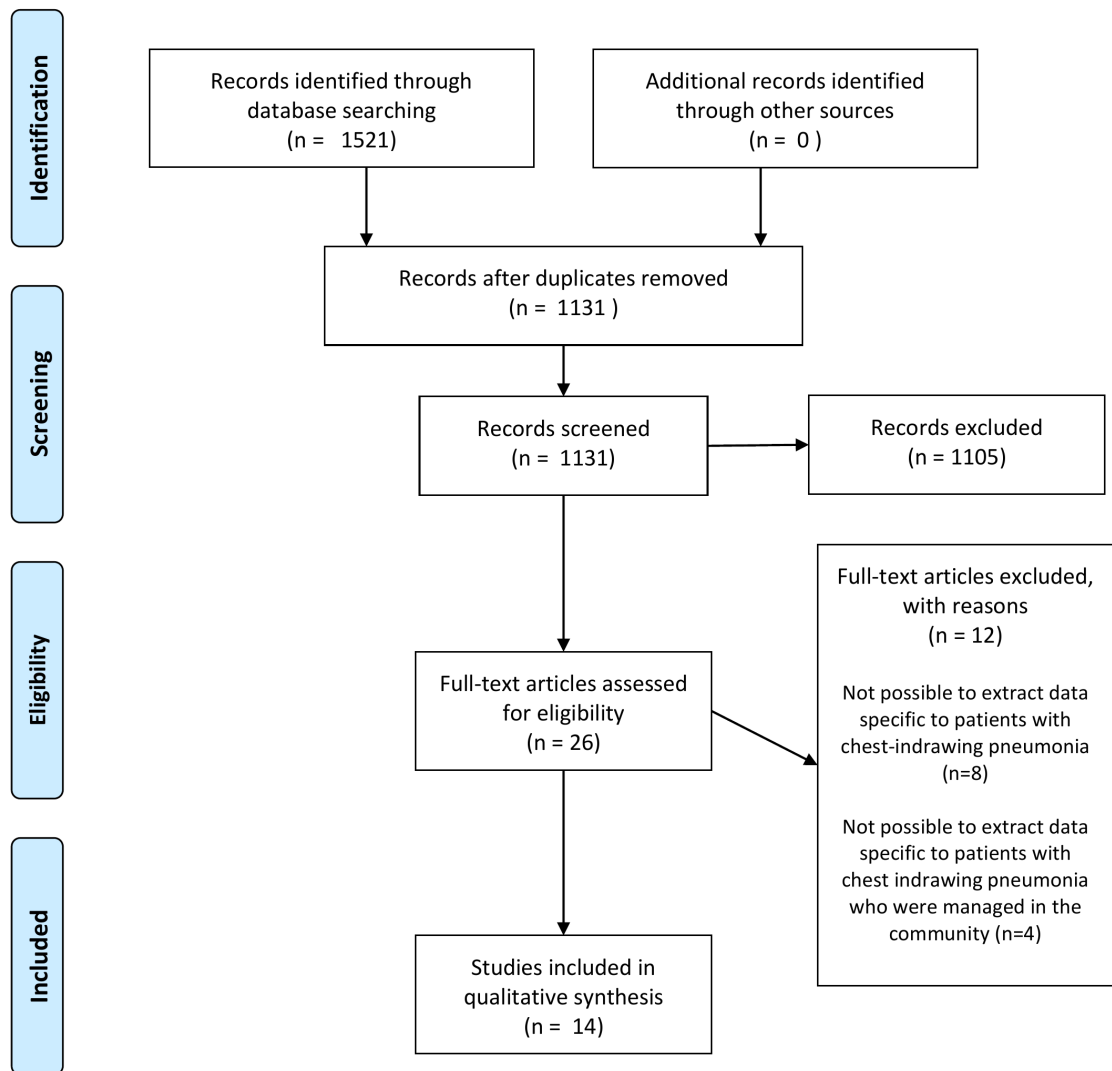 Identification
Records identified through
database searching
(n = 1521)
Additional records identified
through other sources
(n = 0 )
Records after duplicates removed
(n = 1131 )
Screening
Records screened
(n = 1131)
Records excluded
(n = 1105)
Eligibility
Full-text articles assessed
for eligibility
(n = 26)
Full-text articles excluded,
with reasons
(n = 12)
Not possible to extract data
specific to patients with
chest-indrawing pneumonia
(n=8)
Not possible to extract data
specific to patients with
chest indrawing pneumonia
who were managed in the
community (n=4)
Included
Studies included in
qualitative synthesis
(n = 14)